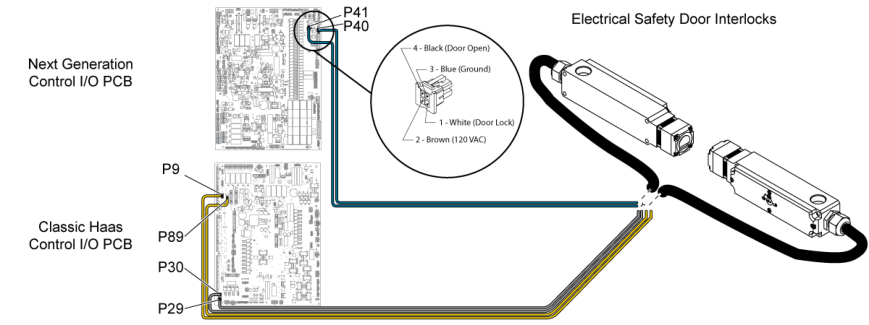 P41
P40
Electrical Safety Door Interlocks
Next Generation
Control I/O PCB
4 - Black (Door Open)
3 - Blue (Ground)
1 - White (Door Lock)
2 - Brown (120 VAC)
P9
P89
Classic Haas
Control I/O PCB
P30
P29